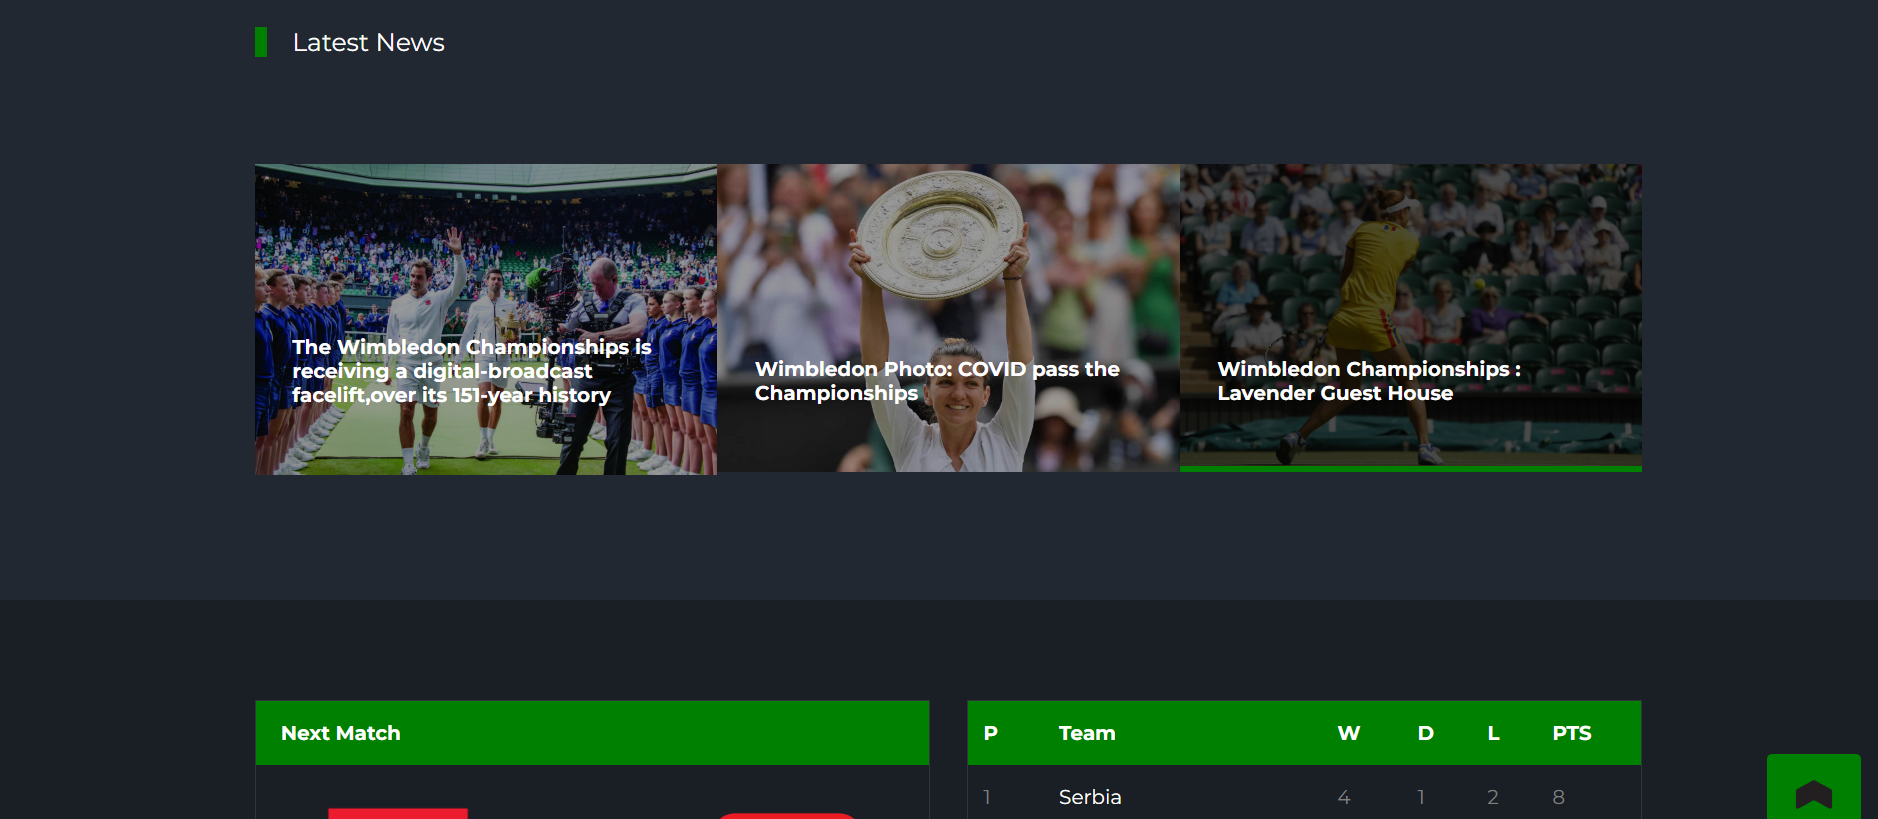 Latest News
The Wimbledon Championships is
receiving a digital-broadcast
facelift,over its 151-year history
Wimbledon Photo: COVID pass the
Championships
Wimbledon Championships :
Lavender Guest House
Next Match
P Team W D L PTS
1 Serbia 4 1 2 8